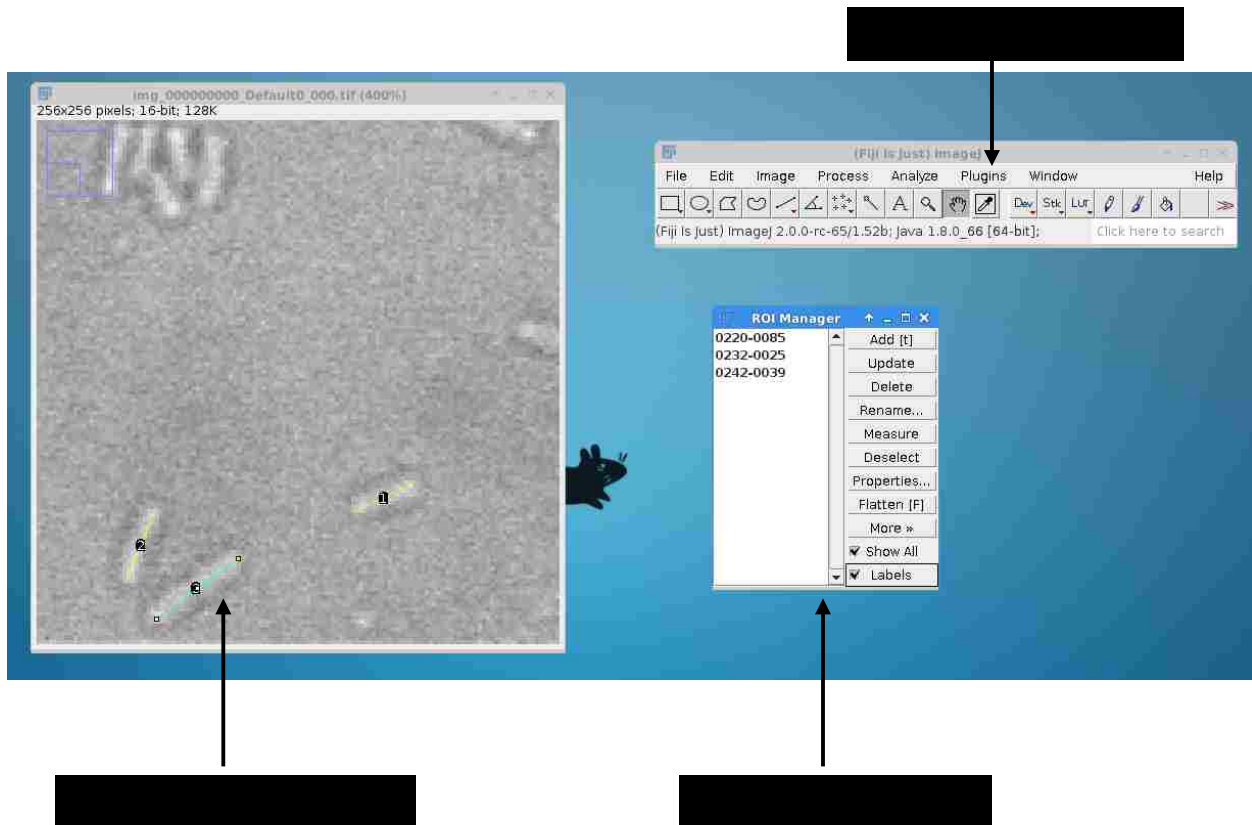 img_000000000_Default0_000.tif (400%)
256x256 pixels; 16-bit; 128K
1
2
3
(Fiji Is Just) ImageJ
File Edit Image Process Analyze Plugins Window Help
A Dev Stk LUT >>
(Fiji Is Just) ImageJ 2.0.0-rc-65/1.52b; Java 1.8.0_66 [64-bit]; Click here to search
ROI Manager
0220-0085
0232-0025
0242-0039
Add [t]
Update
Delete
Rename...
Measure
Deselect
Properties...
Flatten [F]
More »
Show All
Labels